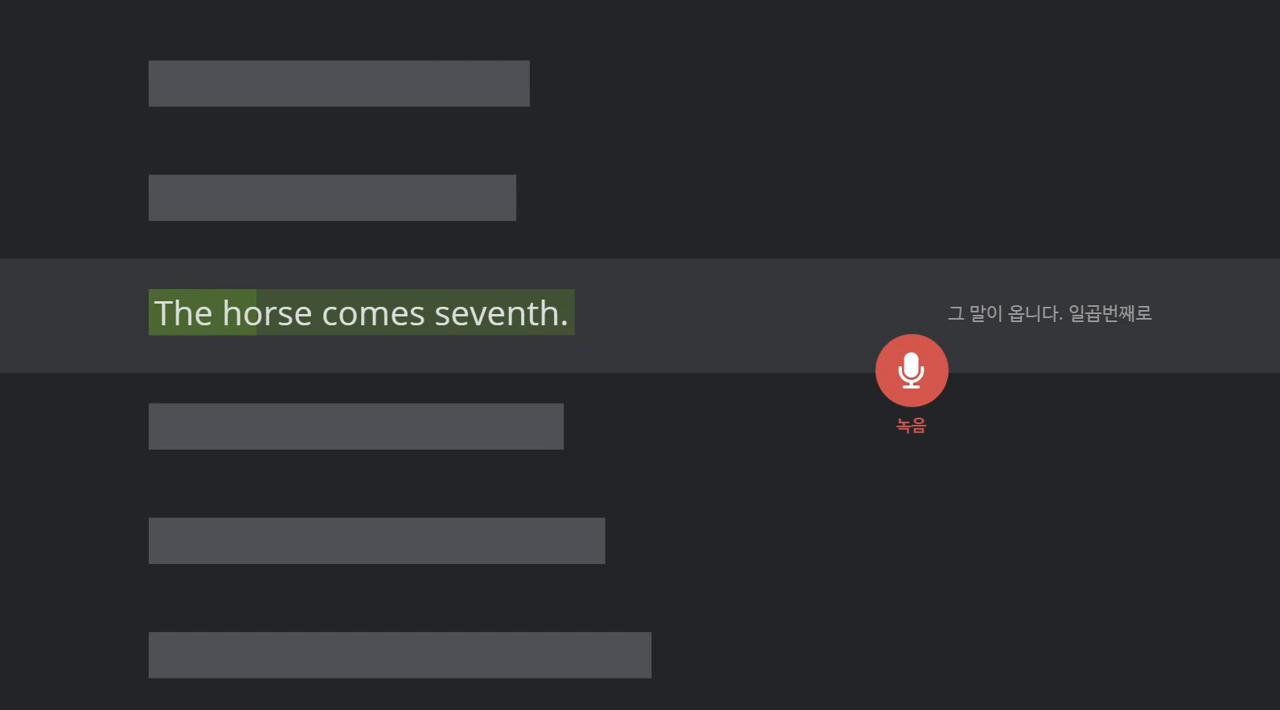 The horse comes seventh.
그 말이 옵니다. 일곱번째로
녹음